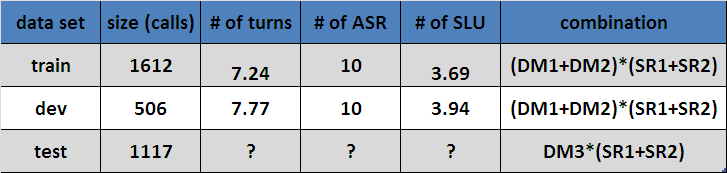 data set size (calls) # of turns # of ASR # of SLU combination
train 1612 7.24 10 3.69 (DM1+DM2)*(SR1+SR2)
dev 506 7.77 10 3.94 (DM1+DM2)*(SR1+SR2)
test 1117 ? ? ? DM3*(SR1+SR2)